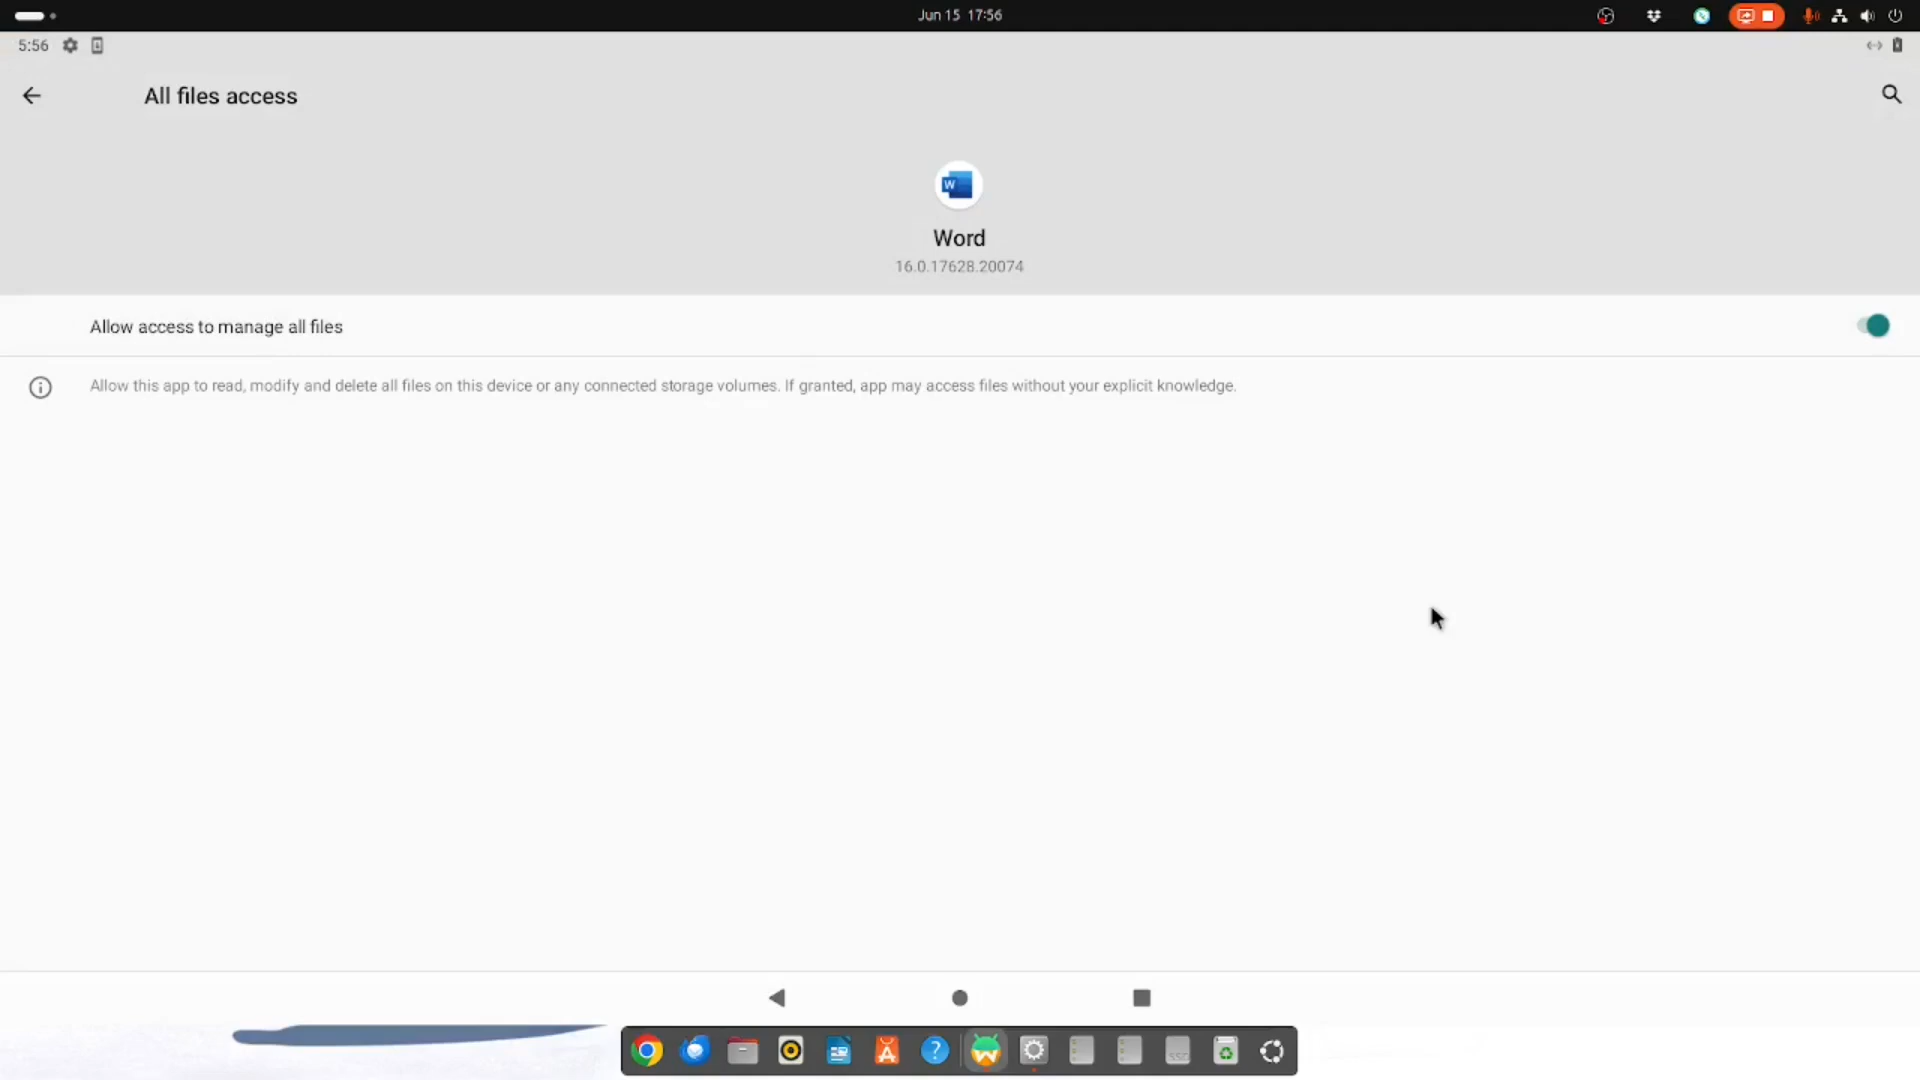 Jun 15 17:56
5:56
All files access
W
Word
16.0.17628.20074
Allow access to manage all files
Allow this app to read, modify and delete all files on this device or any connected storage volumes. If granted, app may access files without your explicit knowledge.
?
SSD